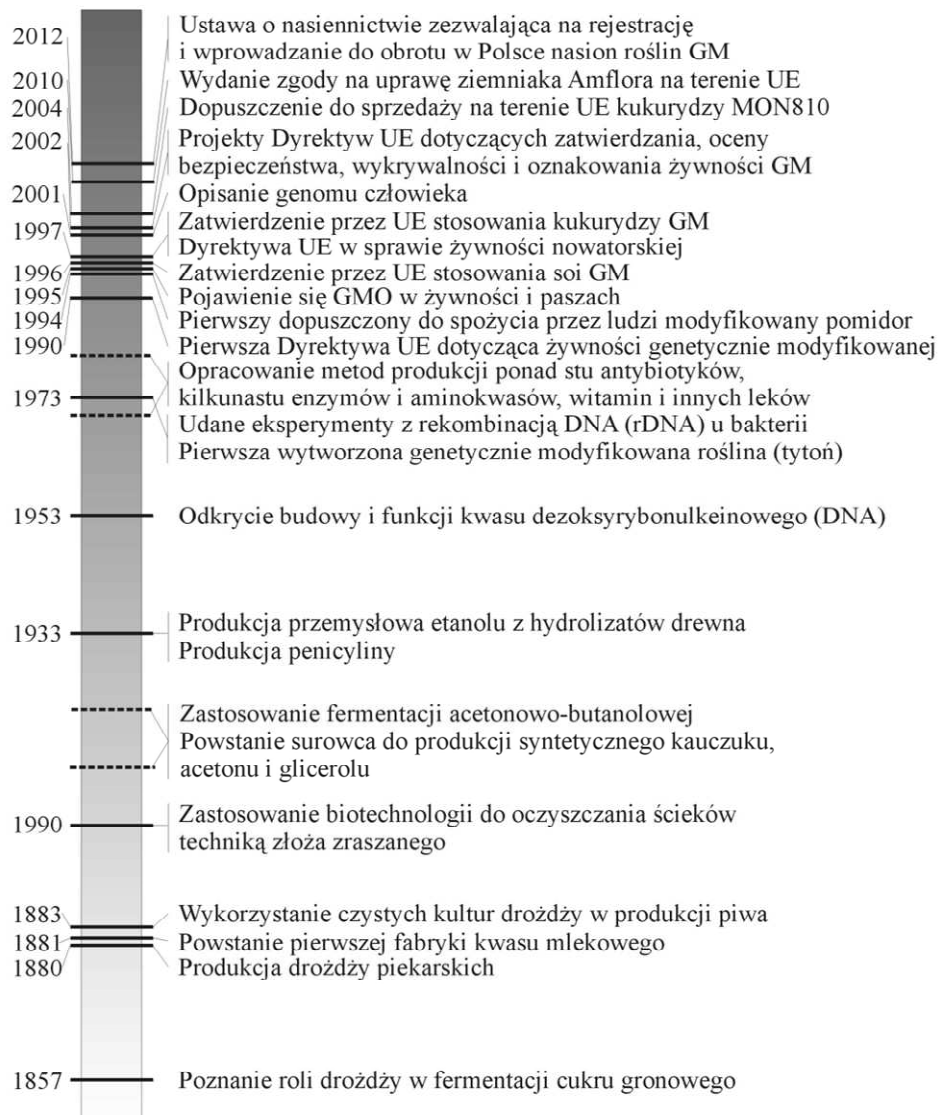 2012
Ustawa o nasiennictwie zezwalająca na rejestrację
i wprowadzanie do obrotu w Polsce nasion roślin GM
2010
Wydanie zgody na uprawę ziemniaka Amflora na terenie UE
2004
Dopuszczenie do sprzedaży na terenie UE kukurydzy MON810
2002
Projekty Dyrektyw UE dotyczących zatwierdzania, oceny
bezpieczeństwa, wykrywalności i oznakowania żywności GM
2001
Opisanie genomu człowieka
1997
Zatwierdzenie przez UE stosowania kukurydzy GM
Dyrektywa UE w sprawie żywności nowatorskiej
1996
Zatwierdzenie przez UE stosowania soi GM
1995
Pojawienie się GMO w żywności i paszach
1994
Pierwszy dopuszczony do spożycia przez ludzi modyfikowany pomidor
1990
Pierwsza Dyrektywa UE dotycząca żywności genetycznie modyfikowanej
Opracowanie metod produkcji ponad stu antybiotyków,
kilkunastu enzymów i aminokwasów, witamin i innych leków
1973
Udane eksperymenty z rekombinacją DNA (rDNA) u bakterii
Pierwsza wytworzona genetycznie modyfikowana roślina (tytoń)
1953
Odkrycie budowy i funkcji kwasu dezoksyrybonulkeinowego (DNA)
1933
Produkcja przemysłowa etanolu z hydrolizatów drewna
Produkcja penicyliny
Zastosowanie fermentacji acetonowo-butanolowej
Powstanie surowca do produkcji syntetycznego kauczuku,
acetonu i glicerolu
1990
Zastosowanie biotechnologii do oczyszczania ścieków
techniką złoża zraszanego
1883
Wykorzystanie czystych kultur drożdży w produkcji piwa
1881
Powstanie pierwszej fabryki kwasu mlekowego
1880
Produkcja drożdży piekarskich
1857
Poznanie roli drożdży w fermentacji cukru gronowego